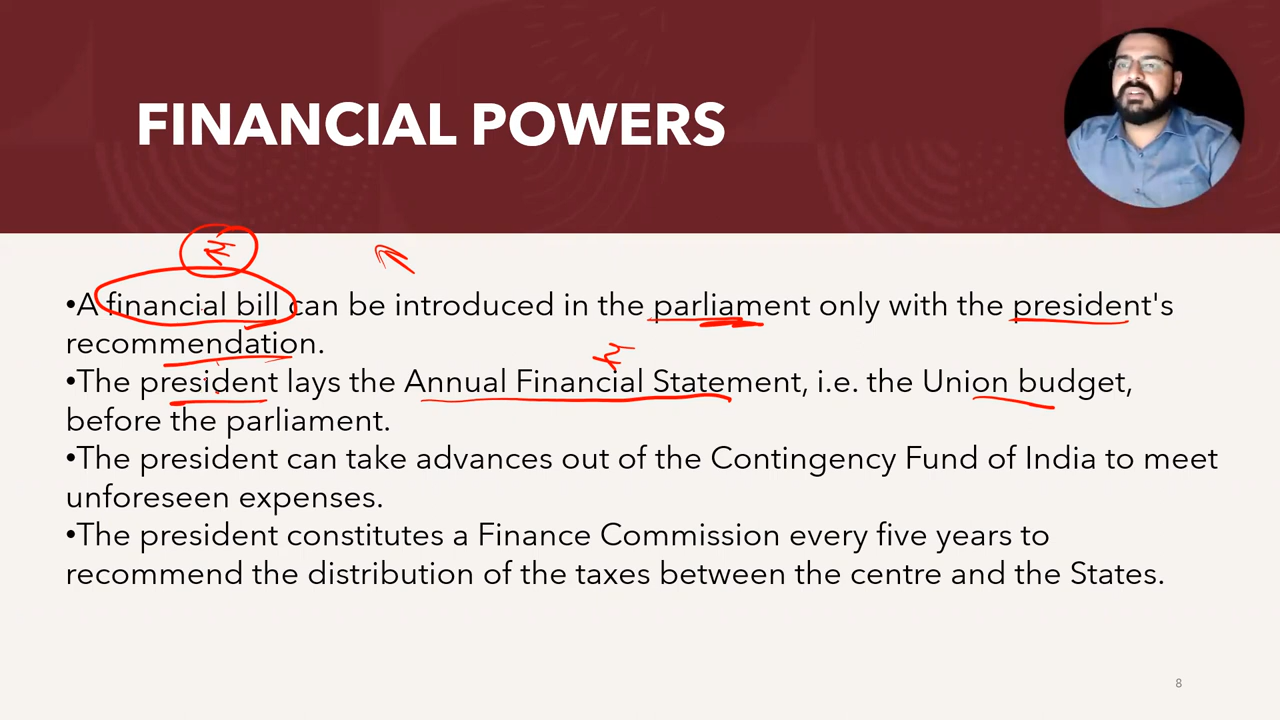 FINANCIAL POWERS
₹
•A financial bill can be introduced in the parliament only with the president's
recommendation.
₹
•The president lays the Annual Financial Statement, i.e. the Union budget,
before the parliament.
•The president can take advances out of the Contingency Fund of India to meet
unforeseen expenses.
•The president constitutes a Finance Commission every five years to
recommend the distribution of the taxes between the centre and the States.
8